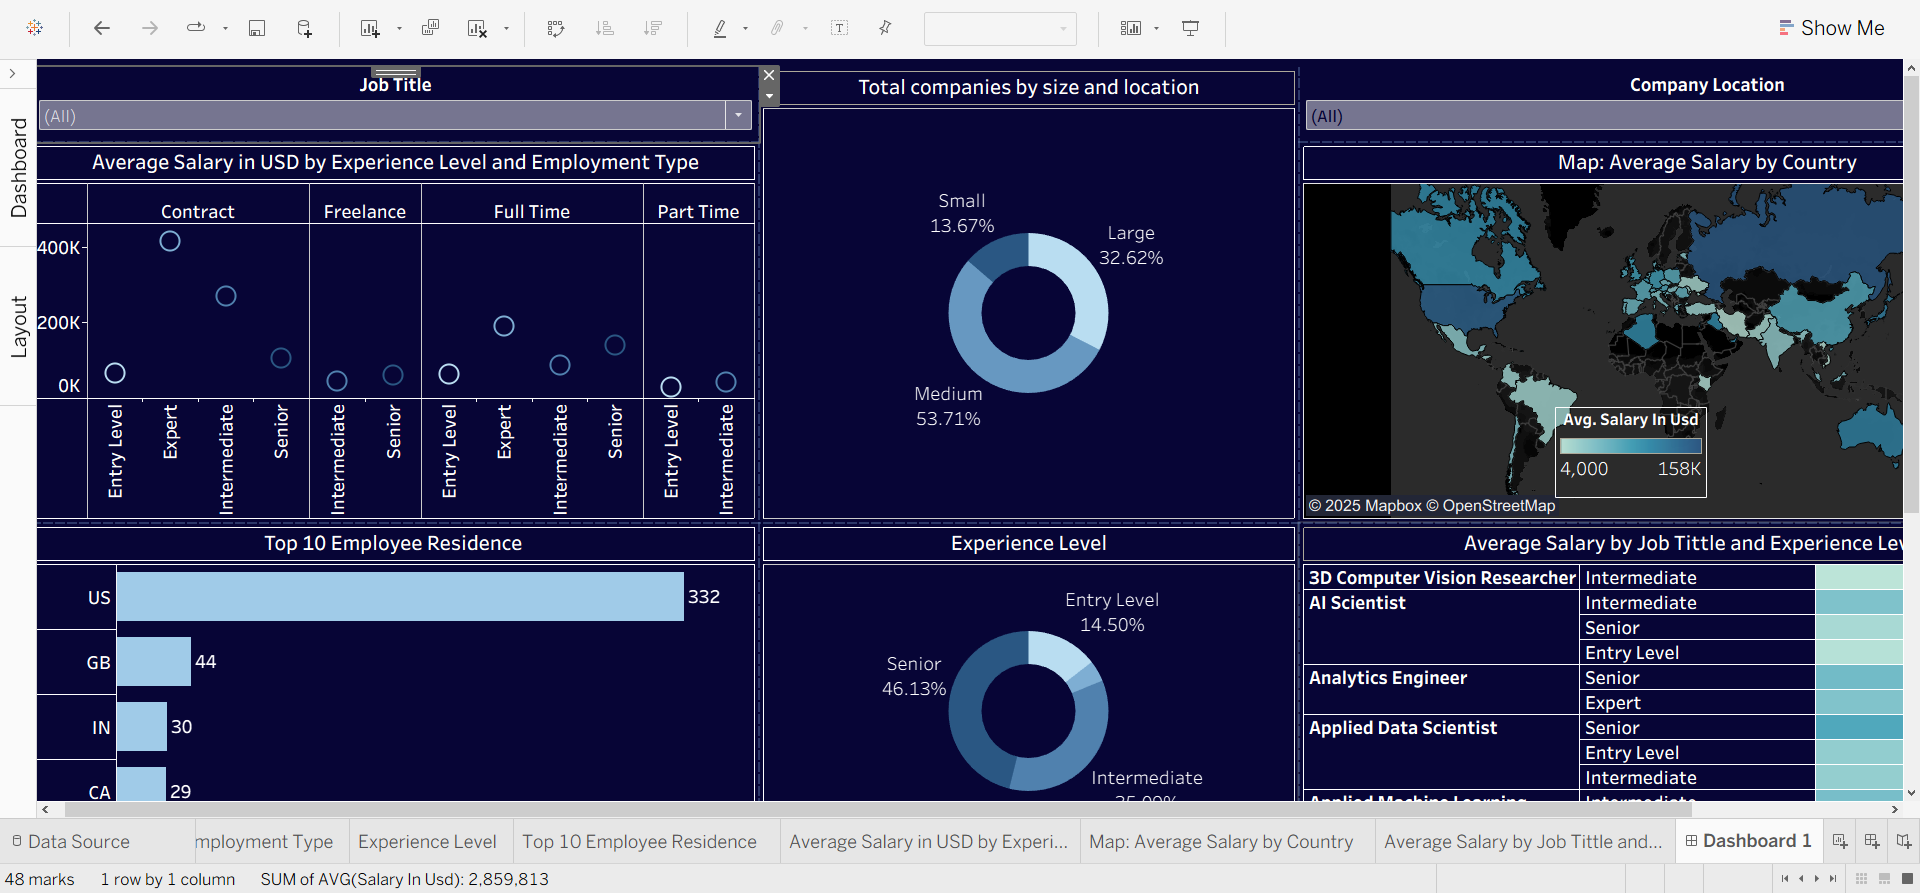 Show Me
Dashboard
Layout
Job Title
(All)
Total companies by size and location
Company Location
(All)
Average Salary in USD by Experience Level and Employment Type
Contract
Freelance
Full Time
Part Time
400K
200K
0K
Entry Level
Expert
Intermediate
Senior
Intermediate
Senior
Entry Level
Expert
Intermediate
Senior
Entry Level
Intermediate
Small
13.67%
Large
32.62%
Medium
53.71%
Map: Average Salary by Country
Avg. Salary In Usd
4,000 158K
© 2025 Mapbox © OpenStreetMap
Top 10 Employee Residence
US 332
GB 44
IN 30
CA 29
Experience Level
Entry Level
14.50%
Senior
46.13%
Intermediate
Average Salary by Job Tittle and Experience Lev
3D Computer Vision Researcher Intermediate
AI Scientist Intermediate
Senior
Entry Level
Analytics Engineer Senior
Expert
Applied Data Scientist Senior
Entry Level
Intermediate
Applied Machine Learning Intermediate
Data Source
mployment Type
Experience Level
Top 10 Employee Residence
Average Salary in USD by Experi...
Map: Average Salary by Country
Average Salary by Job Tittle and...
Dashboard 1
48 marks 1 row by 1 column SUM of AVG(Salary In Usd): 2,859,813